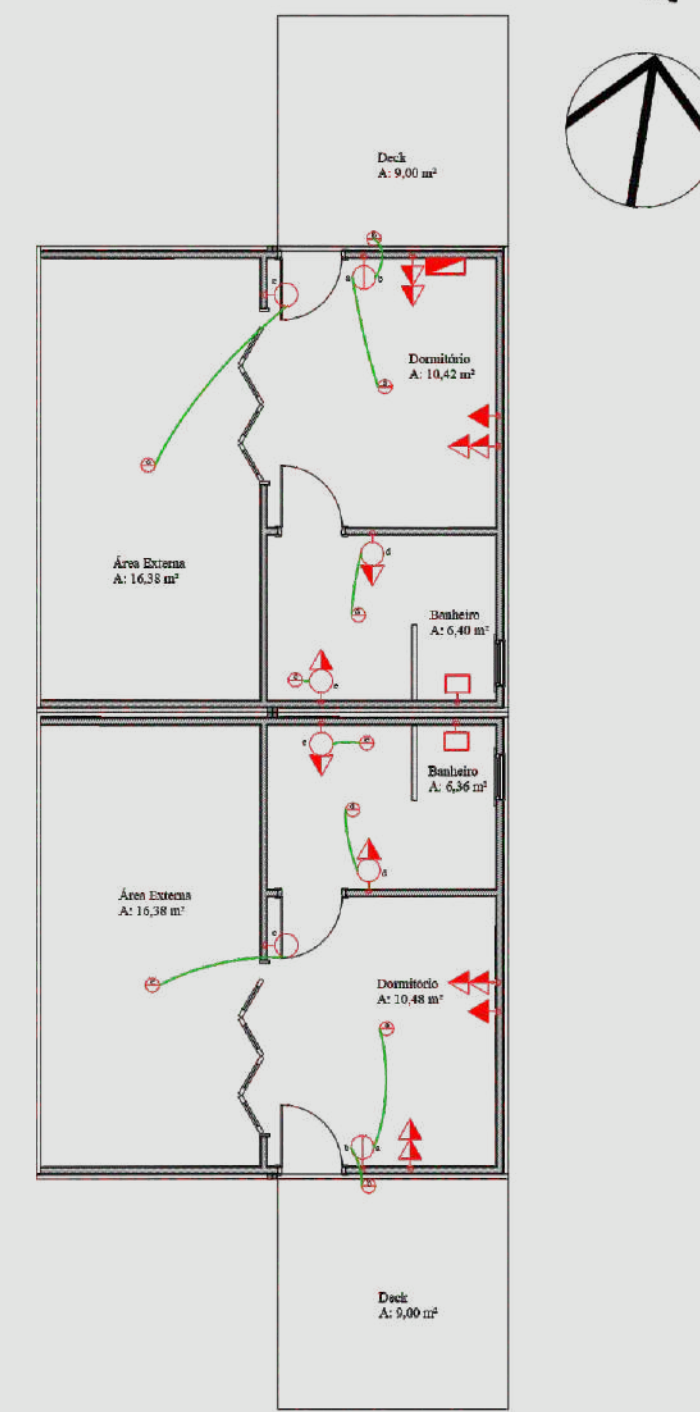 Deck
A: 9,00 m²
Dormitório
A: 10,42 m²
Área Externa
A: 16,38 m²
Banheiro
A: 6,40 m²
Banheiro
A: 6,36 m²
Área Externa
A: 16,38 m²
Dormitório
A: 10,48 m²
Deck
A: 9,00 m²